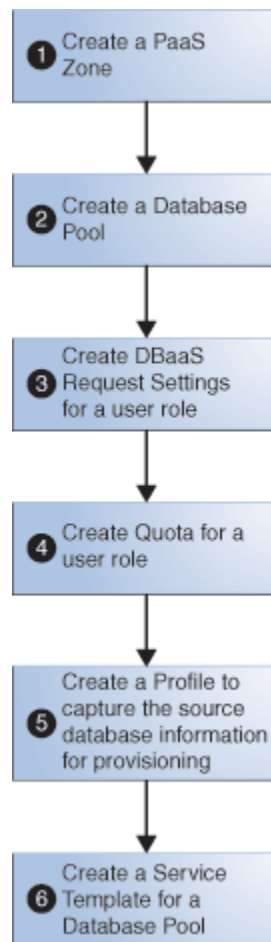 1 Create a PaaS
Zone
2 Create a Database
Pool
Create DBaaS
3 Request Settings
for a user role
4 Create Quota for a
user role
Create a Profile to
capture the source
5 database information
for provisioning
Create a Service
6 Template for a
Database Pool